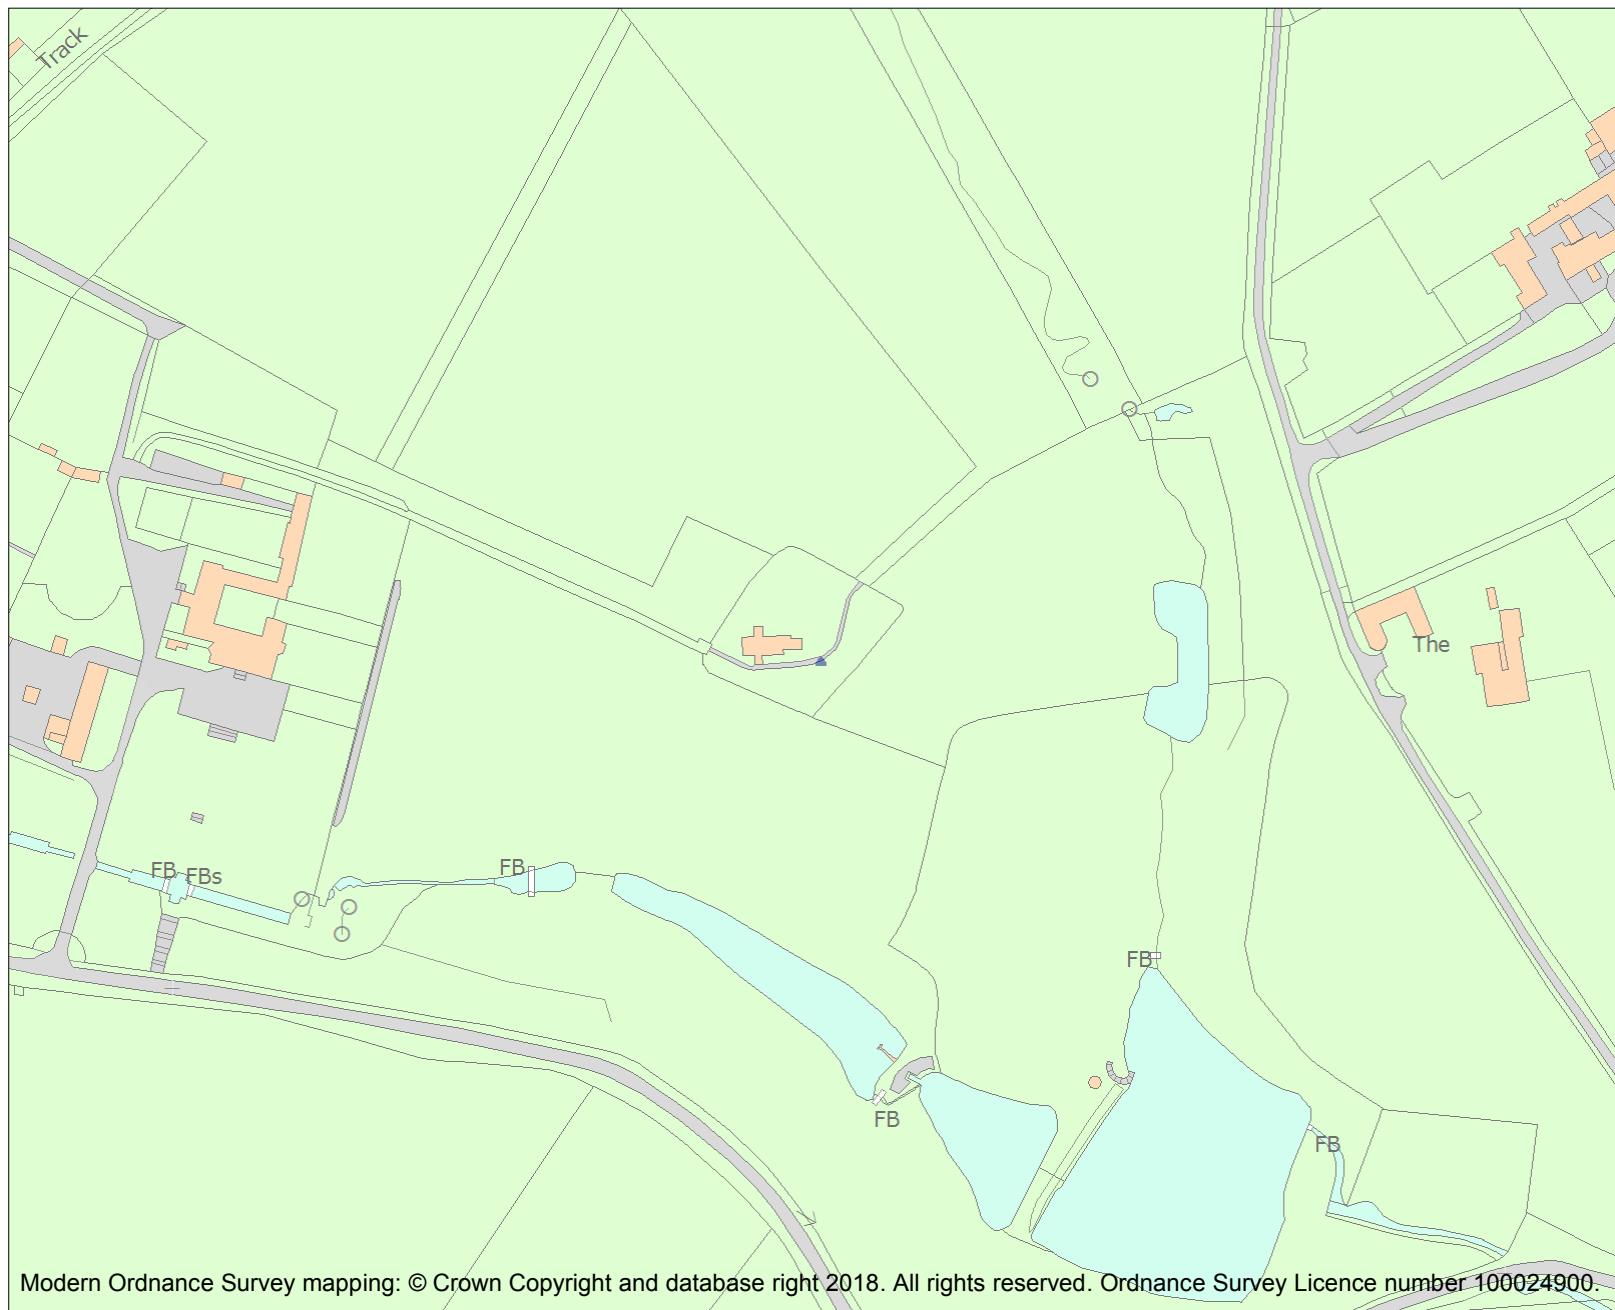 Track
The
FB
FB
FBs
FB
FB
FB
Modern Ordnance Survey mapping: © Crown Copyright and database right 2018. All rights reserved. Ordnance Survey Licence number 100024900.